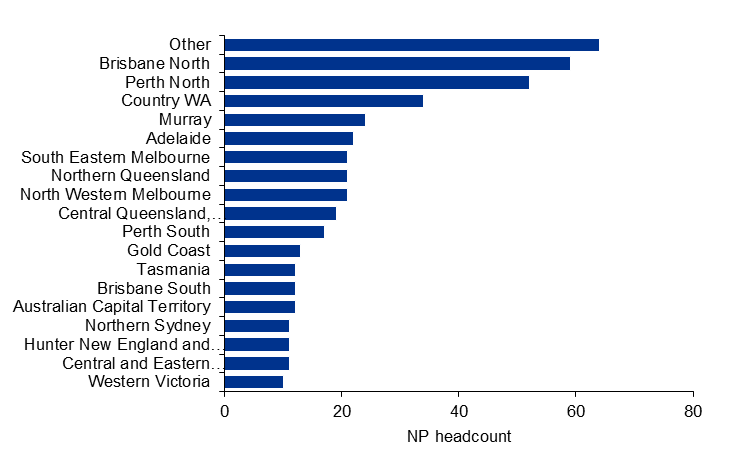 Other
Brisbane North
Perth North
Country WA
Murray
Adelaide
South Eastern Melbourne
Northern Queensland
North Western Melbourne
Central Queensland,..
Perth South
Gold Coast
Tasmania
Brisbane South
Australian Capital Territory
Northern Sydney
Hunter New England and..
Central and Eastern..
Western Victoria
0 20 40 60 80
NP headcount